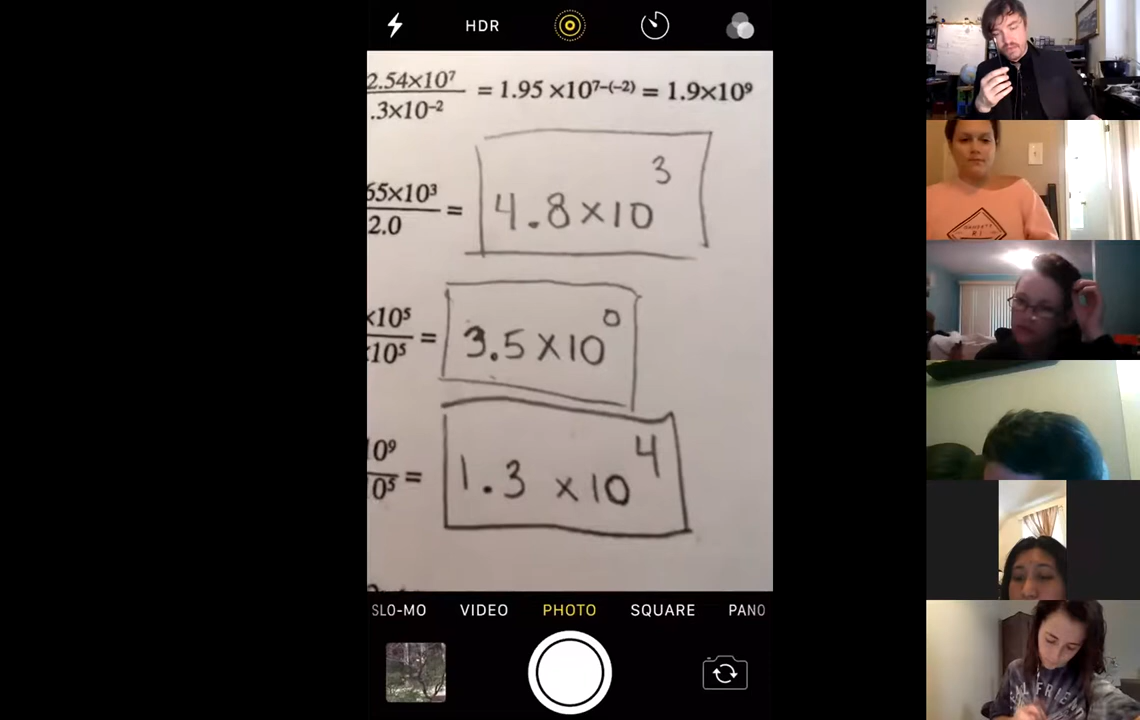 HDR
2.54×10⁷
.3×10⁻² = 1.95 ×10⁷⁻⁽⁻²⁾ = 1.9×10⁹
65×10³
2.0 = 4.8×10³
×10⁵
10⁵ = 3.5×10⁰
10⁹
0⁵ = 1.3 ×10⁴
SLO-MO VIDEO PHOTO SQUARE PANO